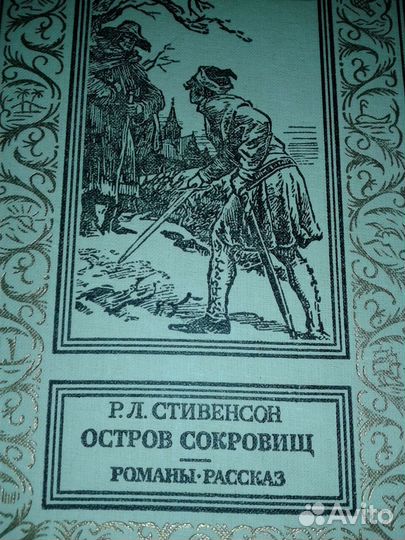 Р. Л. СТИВЕНСОН
ОСТРОВ СОКРОВИЩ
РОМАНЫ · РАССКАЗ
Avito